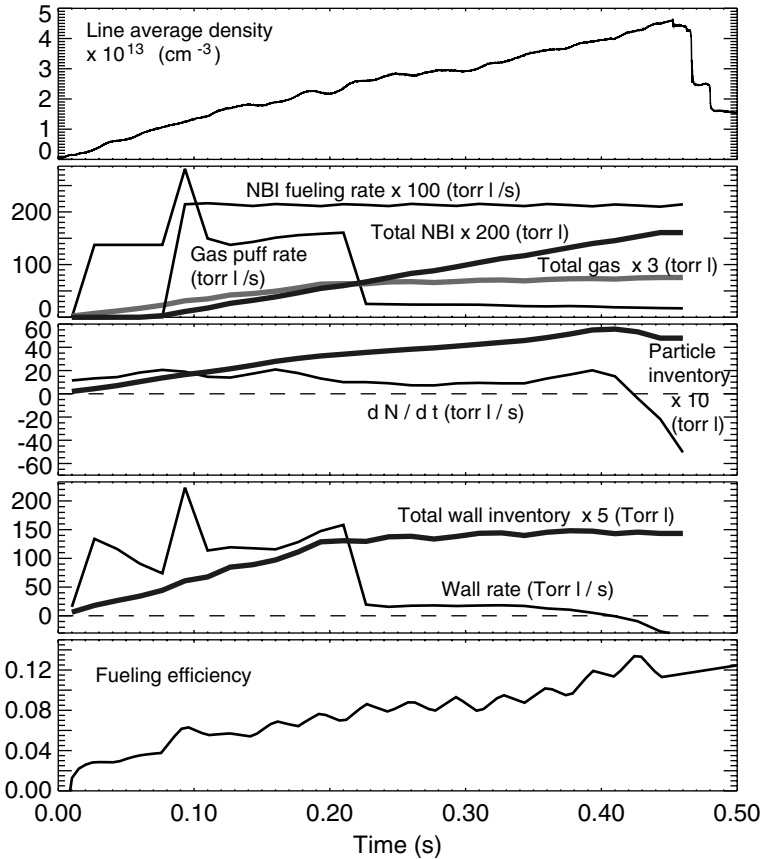 5
4
3
2
1
0
Line average density
x 10 13 (cm -3)
200
100
0
NBI fueling rate x 100 (torr l /s)
Total NBI x 200 (torr l)
Gas puff rate
(torr l /s)
Total gas x 3 (torr l)
60
40
20
0
-20
-40
-60
Particle
inventory
x 10
(torr l)
d N / d t (torr l / s)
200
150
100
50
0
Total wall inventory x 5 (Torr l)
Wall rate (Torr l / s)
0.12
0.08
0.04
0.00
Fueling efficiency
0.00 0.10 0.20 0.30 0.40 0.50
Time (s)